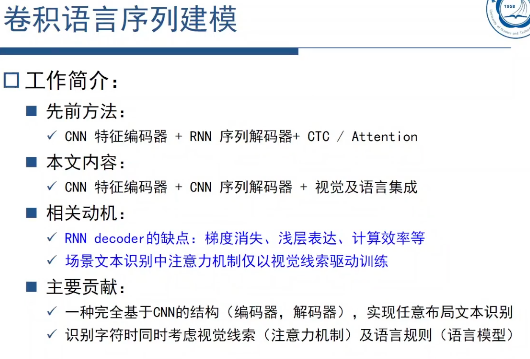 卷积语言序列建模
1958
工作简介：
先前方法：
CNN 特征编码器 + RNN 序列解码器+ CTC / Attention
本文内容：
CNN 特征编码器 + CNN 序列解码器 + 视觉及语言集成
相关动机：
RNN decoder的缺点：梯度消失、浅层表达、计算效率等
场景文本识别中注意力机制仅以视觉线索驱动训练
主要贡献：
一种完全基于CNN的结构（编码器，解码器），实现任意布局文本识别
识别字符时同时考虑视觉线索（注意力机制）及语言规则（语言模型）